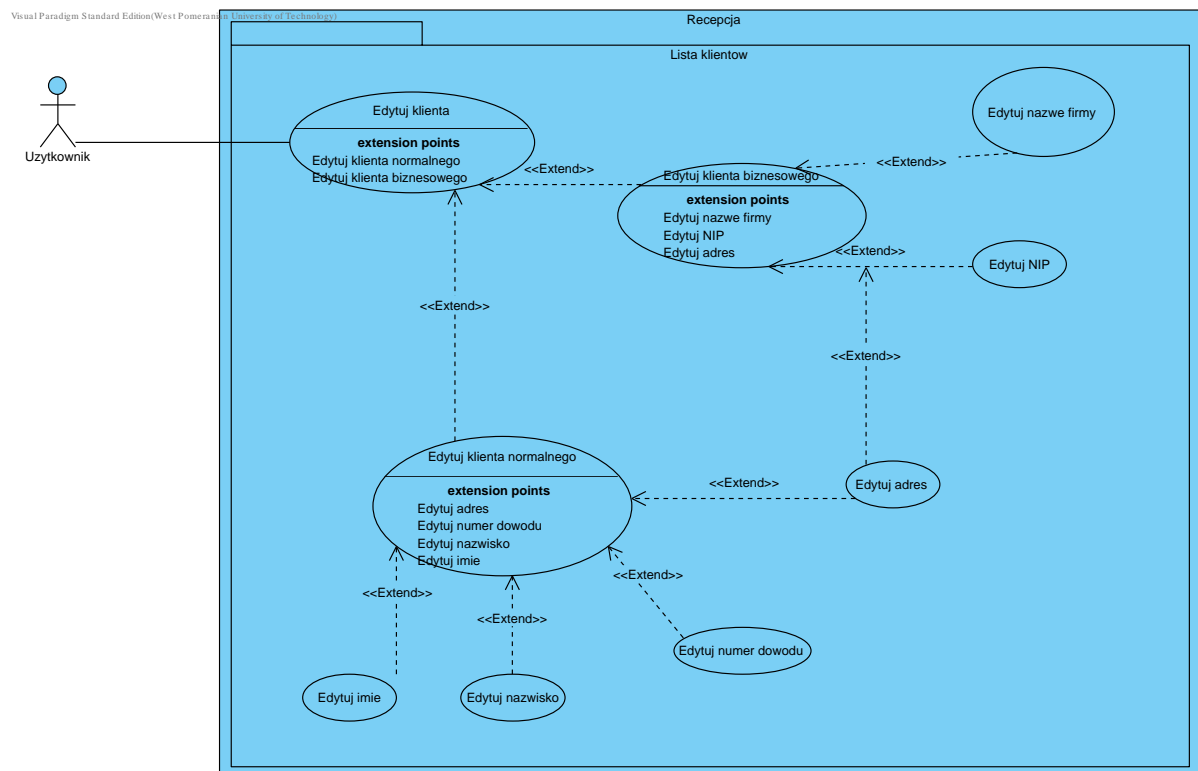 Visual Paradigm Standard Edition(West Pomeranian University of Technology)
Recepcja
Lista klientow
Uzytkownik
Edytuj klienta
extension points
Edytuj klienta normalnego
Edytuj klienta biznesowego
<<Extend>>
Edytuj klienta biznesowego
extension points
Edytuj nazwe firmy
Edytuj NIP
Edytuj adres
<<Extend>>
Edytuj nazwe firmy
<<Extend>>
Edytuj NIP
<<Extend>>
<<Extend>>
Edytuj klienta normalnego
extension points
Edytuj adres
Edytuj numer dowodu
Edytuj nazwisko
Edytuj imie
<<Extend>>
Edytuj adres
<<Extend>>
<<Extend>>
<<Extend>>
Edytuj numer dowodu
Edytuj imie
Edytuj nazwisko